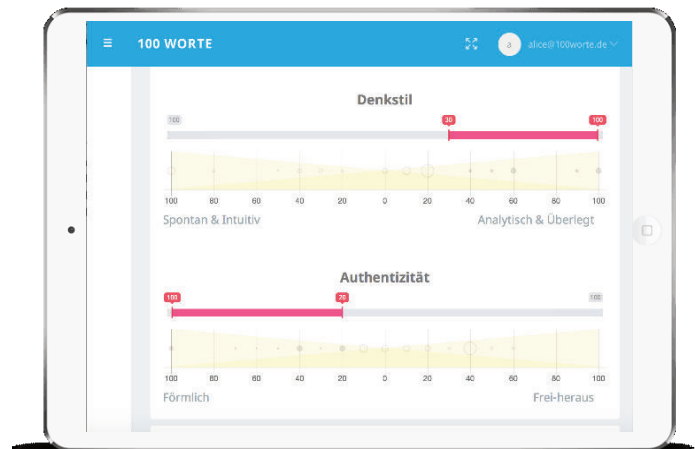 100 WORTE
a alice@100worte.de
Denkstil
100 30 100
100 80 60 40 20 0 20 40 60 80 100
Spontan & Intuitiv Analytisch & Überlegt
Authentizität
100 20 100
100 80 60 40 20 0 20 40 60 80 100
Förmlich Frei-heraus